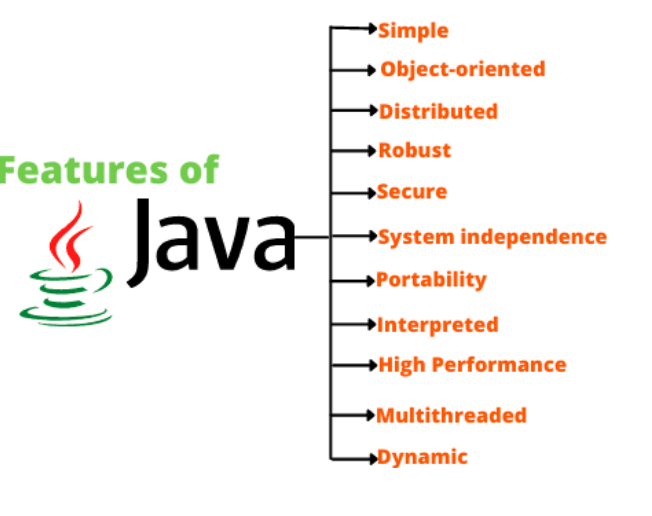 Features of
Java
Simple
Object-oriented
Distributed
Robust
Secure
System independence
Portability
Interpreted
High Performance
Multithreaded
Dynamic